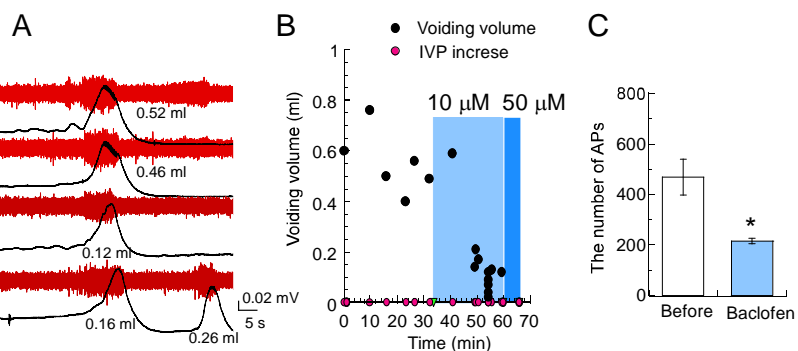 A
0.52 ml
0.46 ml
0.12 ml
0.16 ml
0.26 ml
0.02 mV
5 s
B
Voiding volume
IVP increse
10 µM
50 µM
Voiding volume (ml)
1
0.8
0.6
0.4
0.2
0
0 10 20 30 40 50 60 70
Time (min)
C
The number of APs
800
600
400
200
0
*
Before
Baclofen